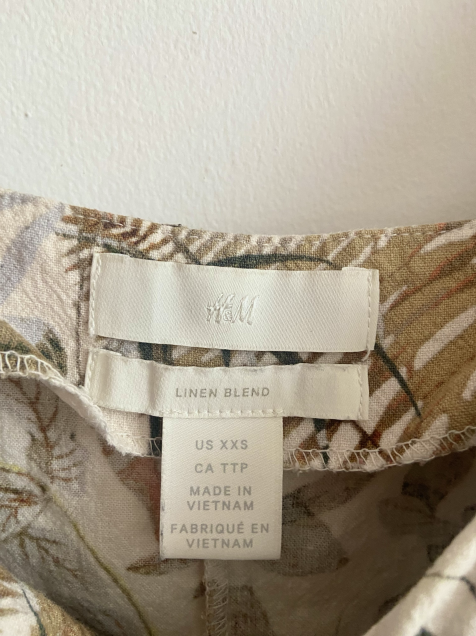 H&M
LINEN BLEND
US XXS
CA TTP
MADE IN
VIETNAM
FABRIQUÉ EN
VIETNAM